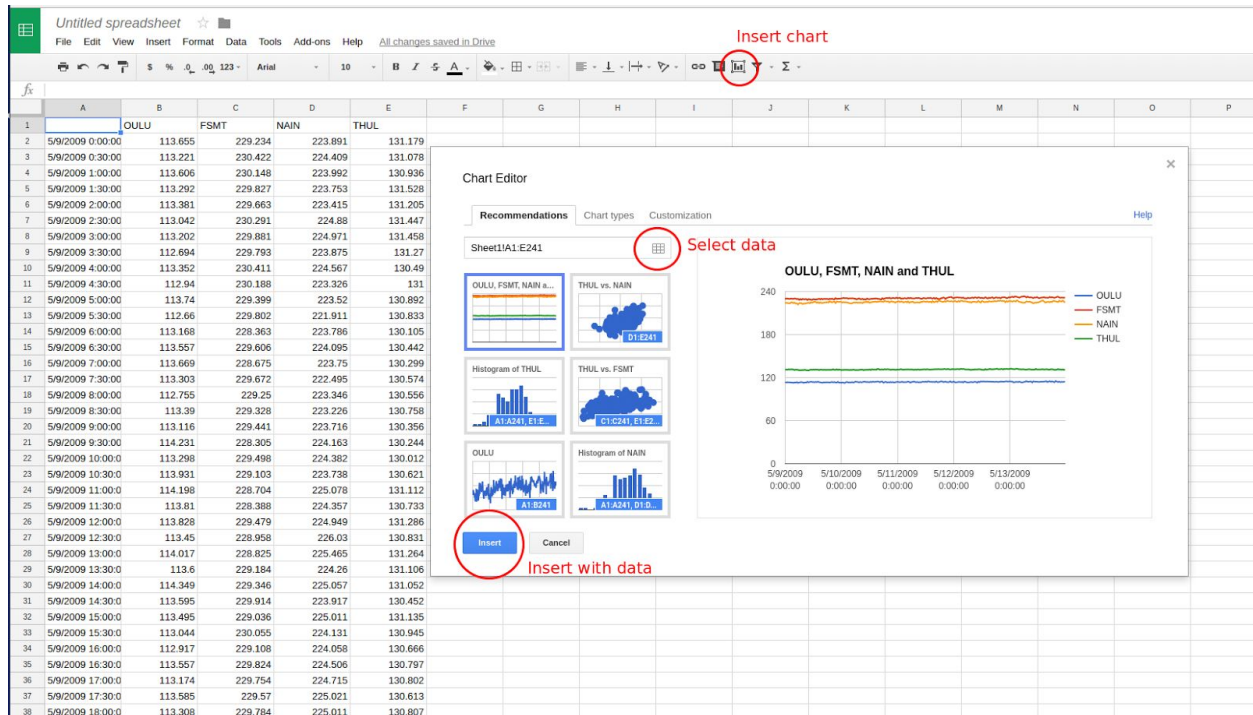 Untitled spreadsheet
File Edit View Insert Format Data Tools Add-ons Help All changes saved in Drive
Insert chart
$ % .0 .00 123 Arial 10 B I S A
fx
A B C D E F G H I J K L M N O P
1 OULU FSMT NAIN THUL
2 5/9/2009 0:00:00 113.655 229.234 223.891 131.179
3 5/9/2009 0:30:00 113.221 230.422 224.409 131.078
4 5/9/2009 1:00:00 113.606 230.148 223.992 130.936
5 5/9/2009 1:30:00 113.292 229.827 223.753 131.528
6 5/9/2009 2:00:00 113.381 229.663 223.415 131.205
7 5/9/2009 2:30:00 113.042 230.291 224.88 131.447
8 5/9/2009 3:00:00 113.202 229.881 224.971 131.458
9 5/9/2009 3:30:00 112.694 229.793 223.875 131.27
10 5/9/2009 4:00:00 113.352 230.411 224.567 130.49
11 5/9/2009 4:30:00 112.94 230.188 223.326 131
12 5/9/2009 5:00:00 113.74 229.399 223.52 130.892
13 5/9/2009 5:30:00 112.66 229.802 221.911 130.833
14 5/9/2009 6:00:00 113.168 228.363 223.786 130.105
15 5/9/2009 6:30:00 113.557 229.606 224.095 130.442
16 5/9/2009 7:00:00 113.669 228.675 223.75 130.299
17 5/9/2009 7:30:00 113.303 229.672 222.495 130.574
18 5/9/2009 8:00:00 112.755 229.25 223.346 130.556
19 5/9/2009 8:30:00 113.39 229.328 223.226 130.758
20 5/9/2009 9:00:00 113.116 229.441 223.716 130.356
21 5/9/2009 9:30:00 114.231 228.305 224.163 130.244
22 5/9/2009 10:00:0 113.298 229.498 224.382 130.012
23 5/9/2009 10:30:0 113.931 229.103 223.738 130.621
24 5/9/2009 11:00:0 114.198 228.704 225.078 131.112
25 5/9/2009 11:30:0 113.81 228.388 224.357 130.733
26 5/9/2009 12:00:0 113.828 229.479 224.949 131.286
27 5/9/2009 12:30:0 113.45 228.958 226.03 130.831
28 5/9/2009 13:00:0 114.017 228.825 225.465 131.264
29 5/9/2009 13:30:0 113.6 229.184 224.26 131.106
30 5/9/2009 14:00:0 114.349 229.346 225.057 131.052
31 5/9/2009 14:30:0 113.595 229.914 223.917 130.452
32 5/9/2009 15:00:0 113.495 229.036 225.011 131.135
33 5/9/2009 15:30:0 113.044 230.055 224.131 130.945
34 5/9/2009 16:00:0 112.917 229.108 224.058 130.666
35 5/9/2009 16:30:0 113.557 229.824 224.506 130.797
36 5/9/2009 17:00:0 113.174 229.754 224.715 130.802
37 5/9/2009 17:30:0 113.585 229.57 225.021 130.613
38 5/9/2009 18:00:0 113.308 229.784 225.011 130.807
Chart Editor
Recommendations Chart types Customization Help
Sheet1!A1:E241
Select data
OULU, FSMT, NAIN a... THUL vs. NAIN
D1:E241
Histogram of THUL THUL vs. FSMT
A1:A241, E1:E... C1:C241, E1:E2...
OULU Histogram of NAIN
A1:B241 A1:A241, D1:D...
Insert Cancel
Insert with data
OULU, FSMT, NAIN and THUL
240
180
120
60
0
5/9/2009 5/10/2009 5/11/2009 5/12/2009 5/13/2009
0:00:00 0:00:00 0:00:00 0:00:00 0:00:00
OULU
FSMT
NAIN
THUL